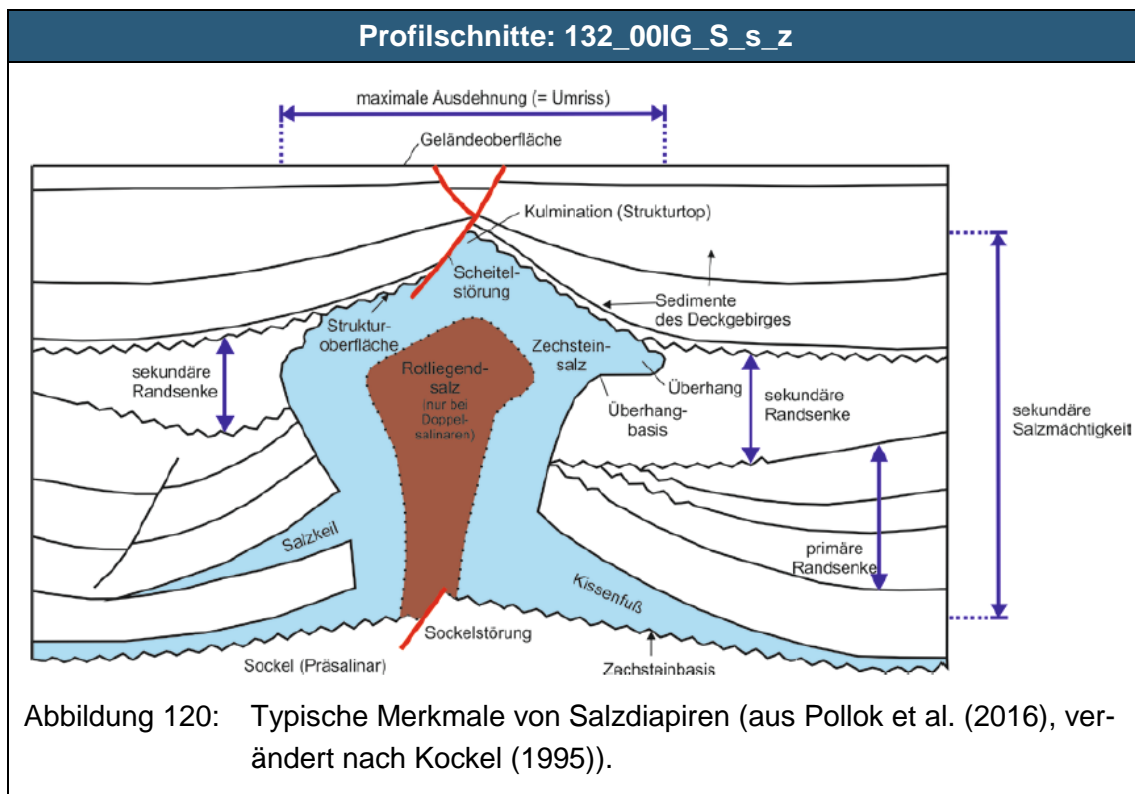 Profilschnitte: 132_00IG_S_s_z
maximale Ausdehnung (= Umriss)
Geländeoberfläche
Kulmination (Strukturtop)
Scheitel-
störung
Sedimente
des Deckgebirges
Struktur-
oberfläche
Zechstein-
salz
Überhang
Überhang-
basis
Rotliegend-
salz
(nur bei
Doppel-
salinaren)
sekundäre
Randsenke
sekundäre
Randsenke
sekundäre
Salzmächtigkeit
primäre
Randsenke
Salzkeil
Kissenfuß
Sockelstörung
Sockel (Präsalinar)
Zechsteinbasis
Abbildung 120: Typische Merkmale von Salzdiapiren (aus Pollok et al. (2016), ver-
ändert nach Kockel (1995)).